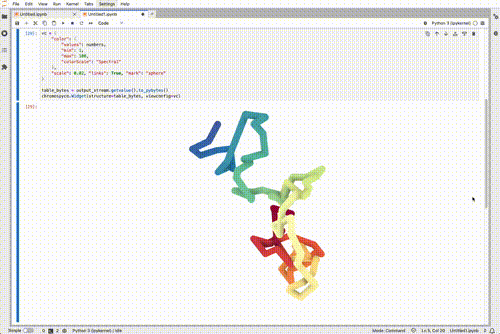 File Edit View Run Kernel Tabs Settings Help
Untitled.ipynb Untitled1.ipynb
Code Python 3 (ipykernel)
vc = {
"color": {
"values": numbers,
"min": 1,
"max": 100,
"colorScale": "Spectral"
},
"scale": 0.02, "links": True, "mark": "sphere"
}
table_bytes = output_stream.getvalue().to_pybytes()
chromospyce.Widget(structure=table_bytes, viewconfig=vc)
Simple 0 2 Python 3 (ipykernel) | Idle Mode: Command Ln 5, Col 20 Untitled1.ipynb 2